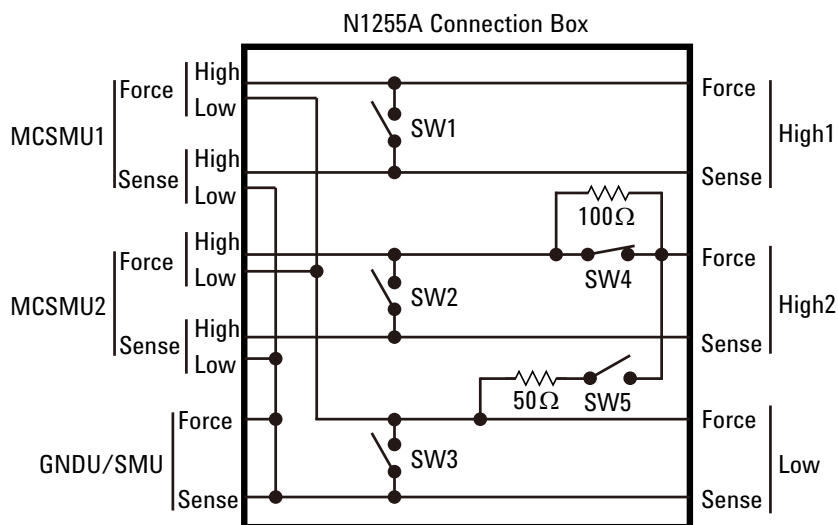 N1255A Connection Box
MCSMU1
Force
High
Low
Sense
High
Low
SW1
Force
Sense
High1
100Ω
MCSMU2
Force
High
Low
Sense
High
Low
SW2
SW4
Force
Sense
High2
50Ω
SW5
GNDU/SMU
Force
Sense
SW3
Force
Sense
Low